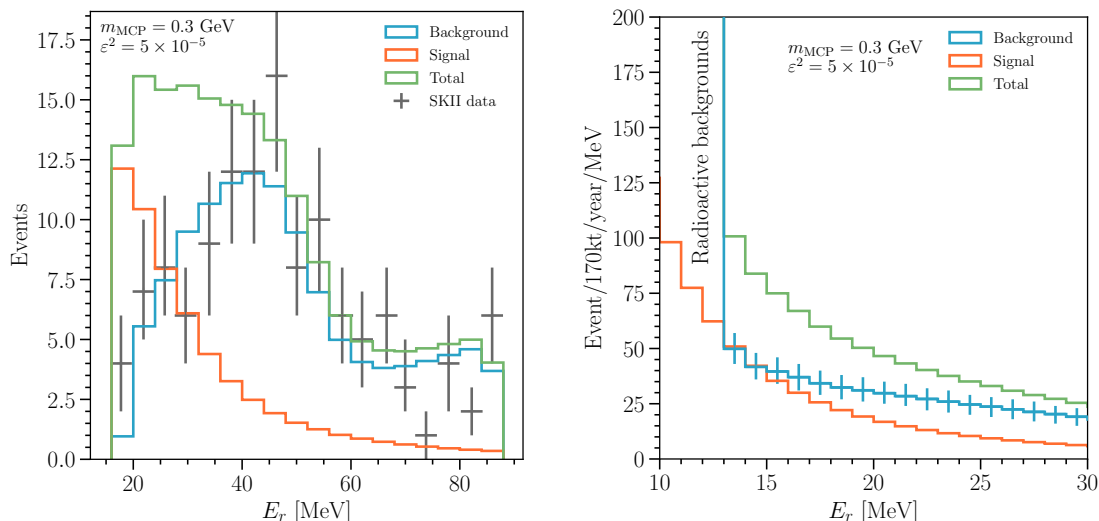 17.5
15.0
12.5
10.0
7.5
5.0
2.5
0.0
Events
20
40
60
80
E_r [MeV]
m_MCP = 0.3 GeV
ε² = 5 × 10⁻⁵
Background
Signal
Total
SKII data
200
175
150
125
100
75
50
25
0
Event/170kt/year/MeV
10
15
20
25
30
E_r [MeV]
Radioactive backgrounds
m_MCP = 0.3 GeV
ε² = 5 × 10⁻⁵
Background
Signal
Total